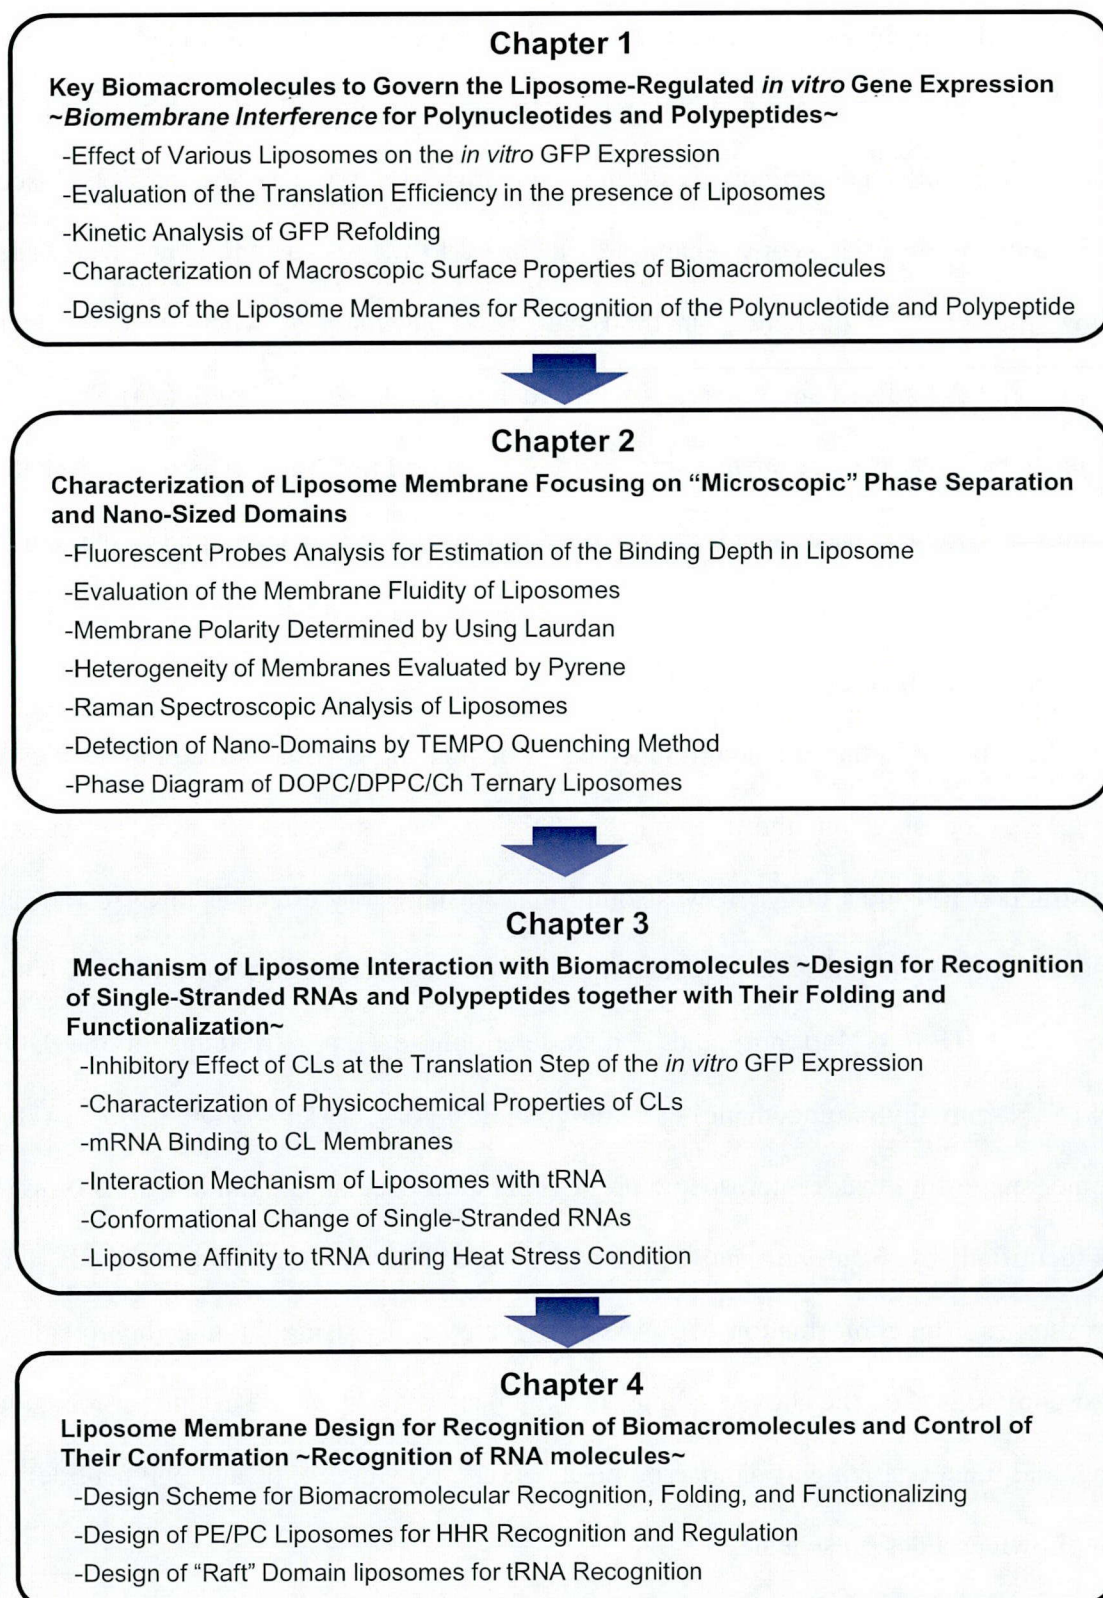 Chapter 1
Key Biomacromolecules to Govern the Liposome-Regulated in vitro Gene Expression
~Biomembrane Interference for Polynucleotides and Polypeptides~
-Effect of Various Liposomes on the in vitro GFP Expression
-Evaluation of the Translation Efficiency in the presence of Liposomes
-Kinetic Analysis of GFP Refolding
-Characterization of Macroscopic Surface Properties of Biomacromolecules
-Designs of the Liposome Membranes for Recognition of the Polynucleotide and Polypeptide
Chapter 2
Characterization of Liposome Membrane Focusing on “Microscopic” Phase Separation
and Nano-Sized Domains
-Fluorescent Probes Analysis for Estimation of the Binding Depth in Liposome
-Evaluation of the Membrane Fluidity of Liposomes
-Membrane Polarity Determined by Using Laurdan
-Heterogeneity of Membranes Evaluated by Pyrene
-Raman Spectroscopic Analysis of Liposomes
-Detection of Nano-Domains by TEMPO Quenching Method
-Phase Diagram of DOPC/DPPC/Ch Ternary Liposomes
Chapter 3
Mechanism of Liposome Interaction with Biomacromolecules ~Design for Recognition
of Single-Stranded RNAs and Polypeptides together with Their Folding and
Functionalization~
-Inhibitory Effect of CLs at the Translation Step of the in vitro GFP Expression
-Characterization of Physicochemical Properties of CLs
-mRNA Binding to CL Membranes
-Interaction Mechanism of Liposomes with tRNA
-Conformational Change of Single-Stranded RNAs
-Liposome Affinity to tRNA during Heat Stress Condition
Chapter 4
Liposome Membrane Design for Recognition of Biomacromolecules and Control of
Their Conformation ~Recognition of RNA molecules~
-Design Scheme for Biomacromolecular Recognition, Folding, and Functionalizing
-Design of PE/PC Liposomes for HHR Recognition and Regulation
-Design of “Raft” Domain liposomes for tRNA Recognition